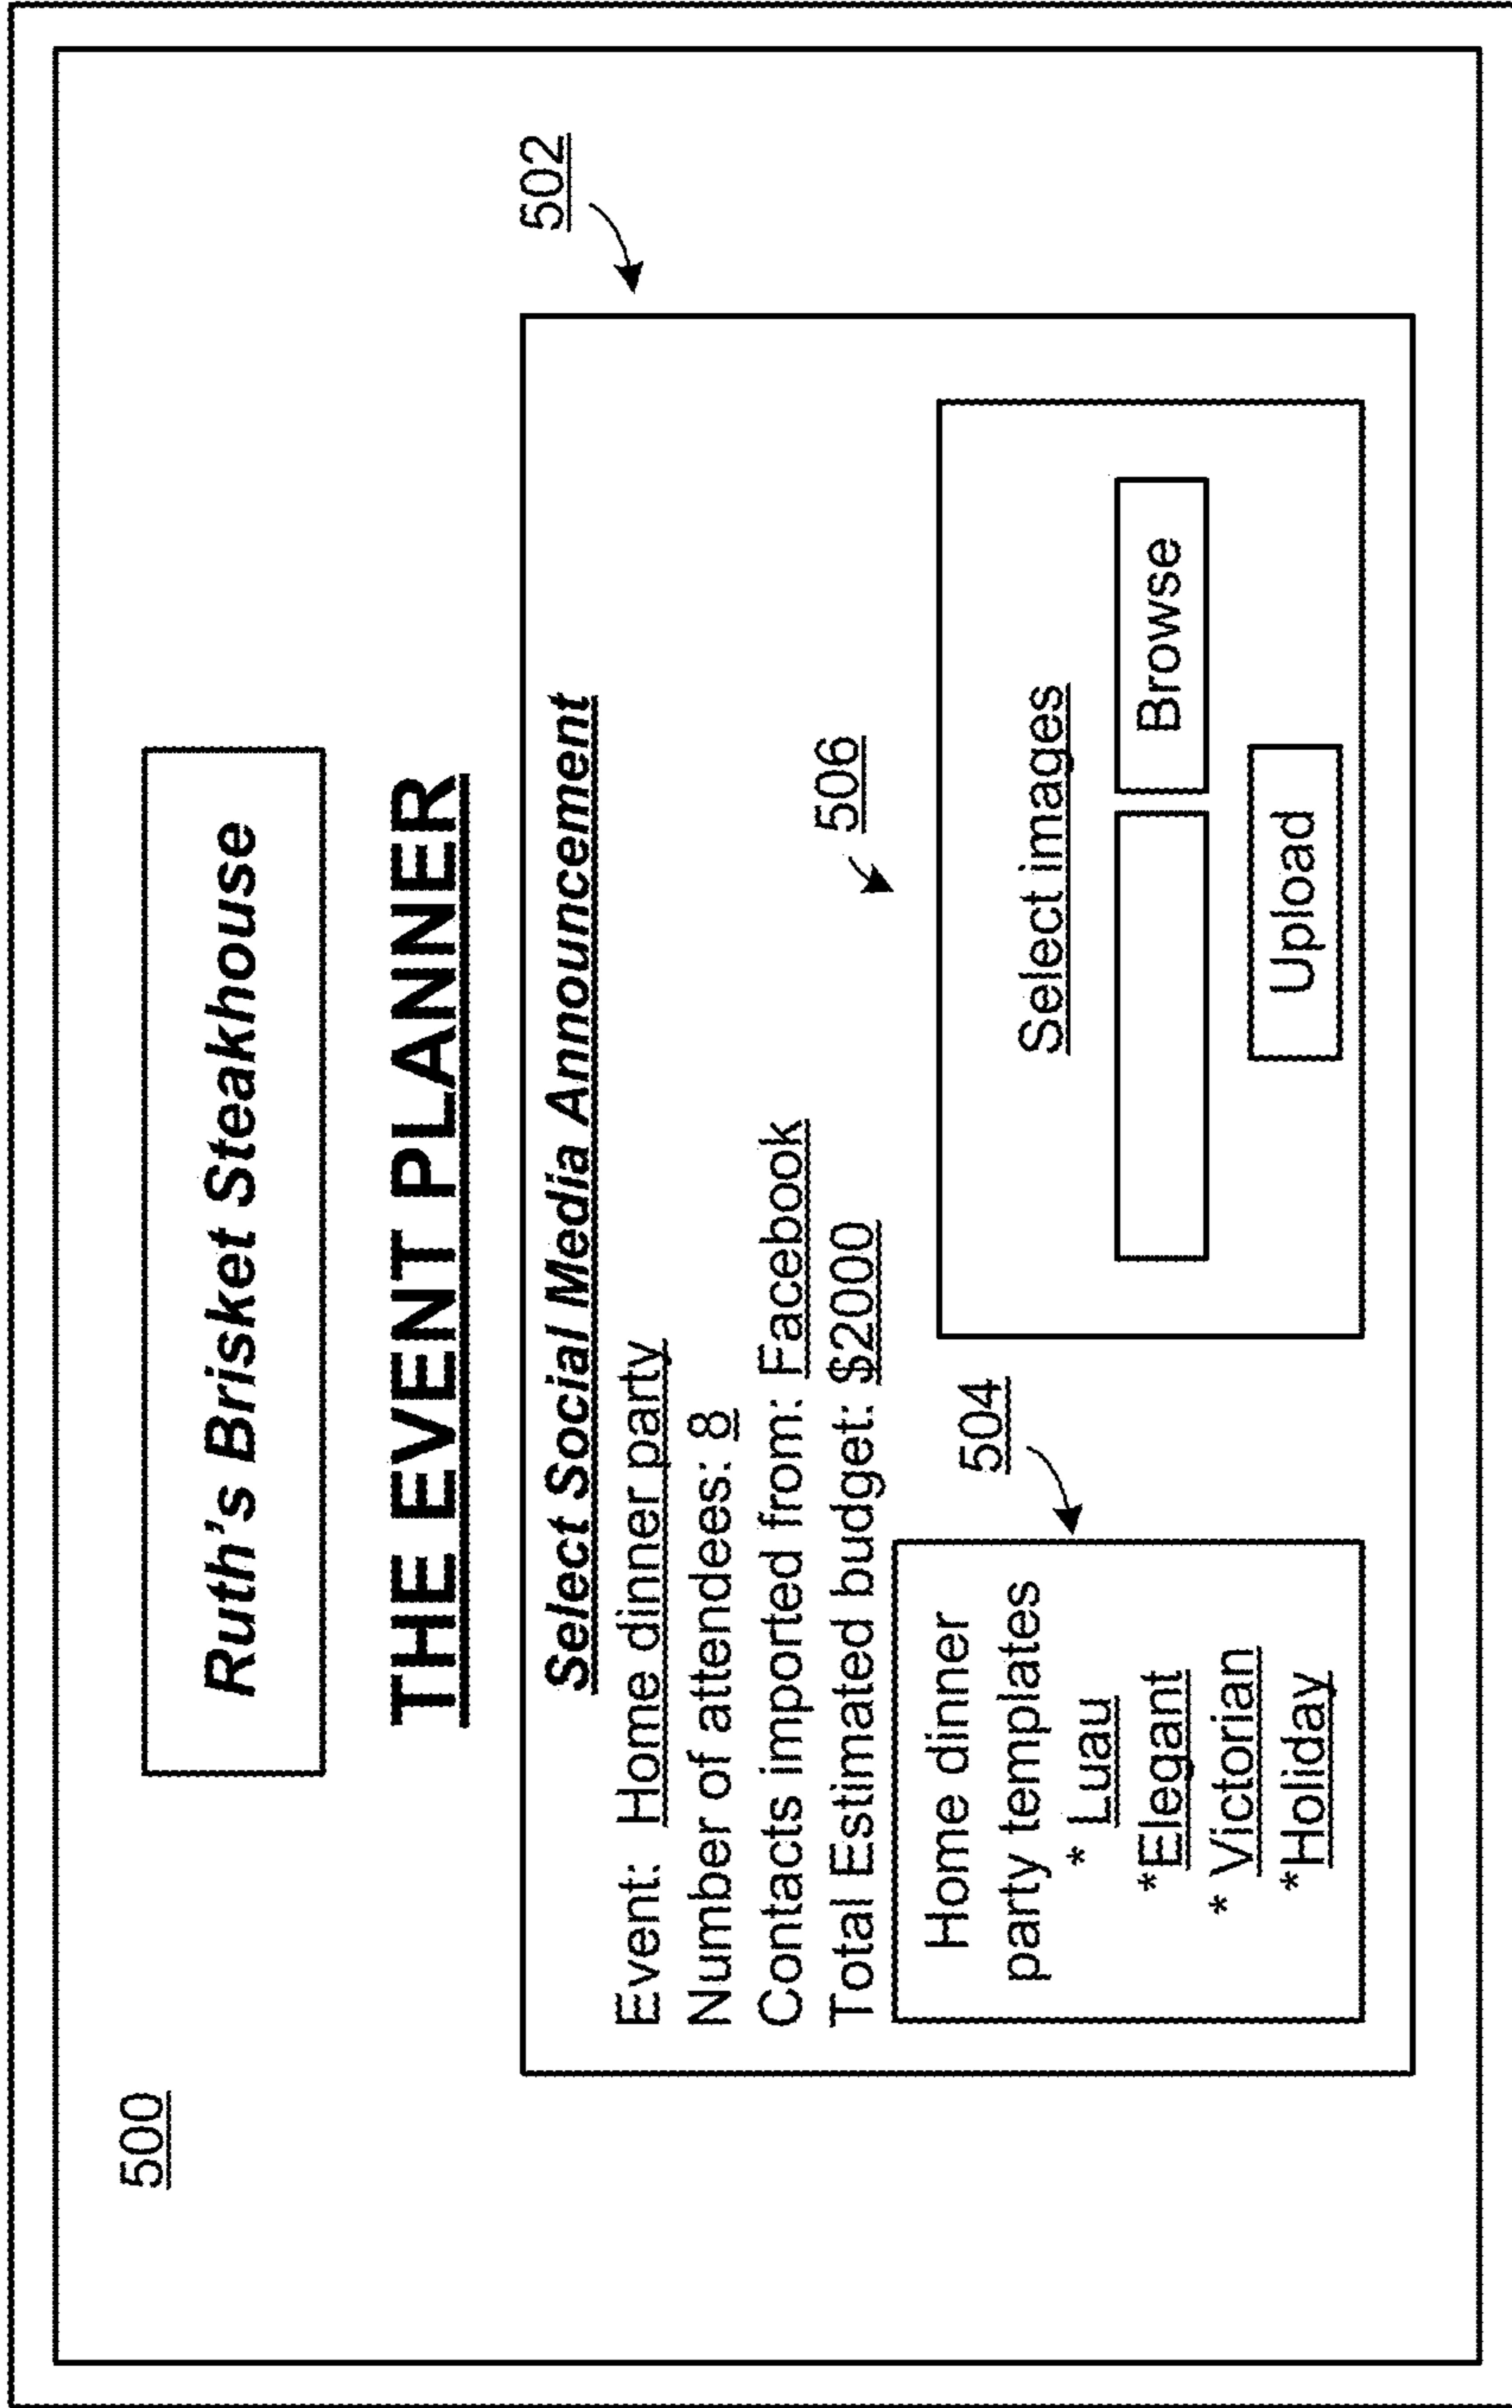 500
Ruth's Brisket Steakhouse
THE EVENT PLANNER
502
Select Social Media Announcement
Event: Home dinner party
Number of attendees: 8
Contacts imported from: Facebook
Total Estimated budget: $2000
504
Home dinner
party templates
* Luau
*Elegant
* Victorian
*Holiday
506
Select images
Browse
Upload